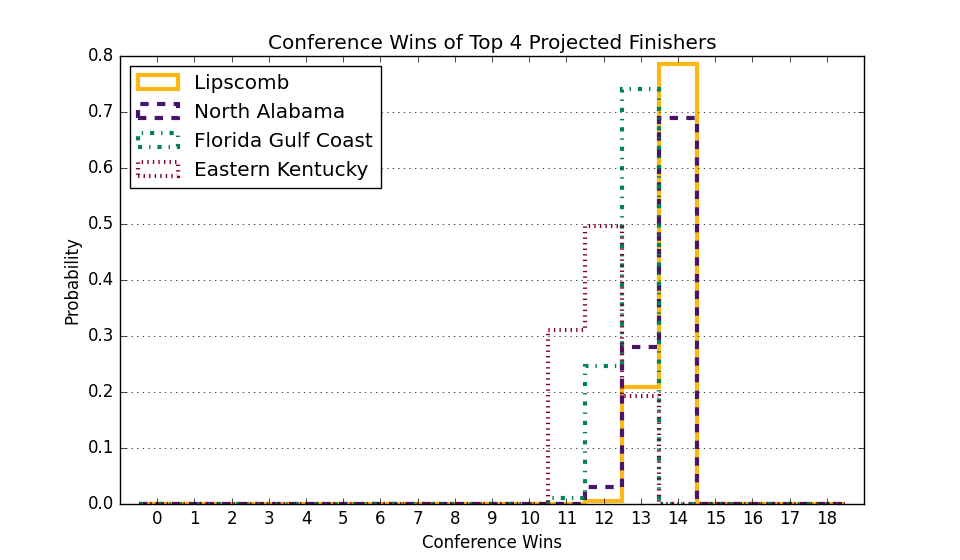 Conference Wins of Top 4 Projected Finishers
0.8
0.7
0.6
0.5
0.4
0.3
0.2
0.1
0.0
Probability
Lipscomb
North Alabama
Florida Gulf Coast
Eastern Kentucky
0 1 2 3 4 5 6 7 8 9 10 11 12 13 14 15 16 17 18
Conference Wins